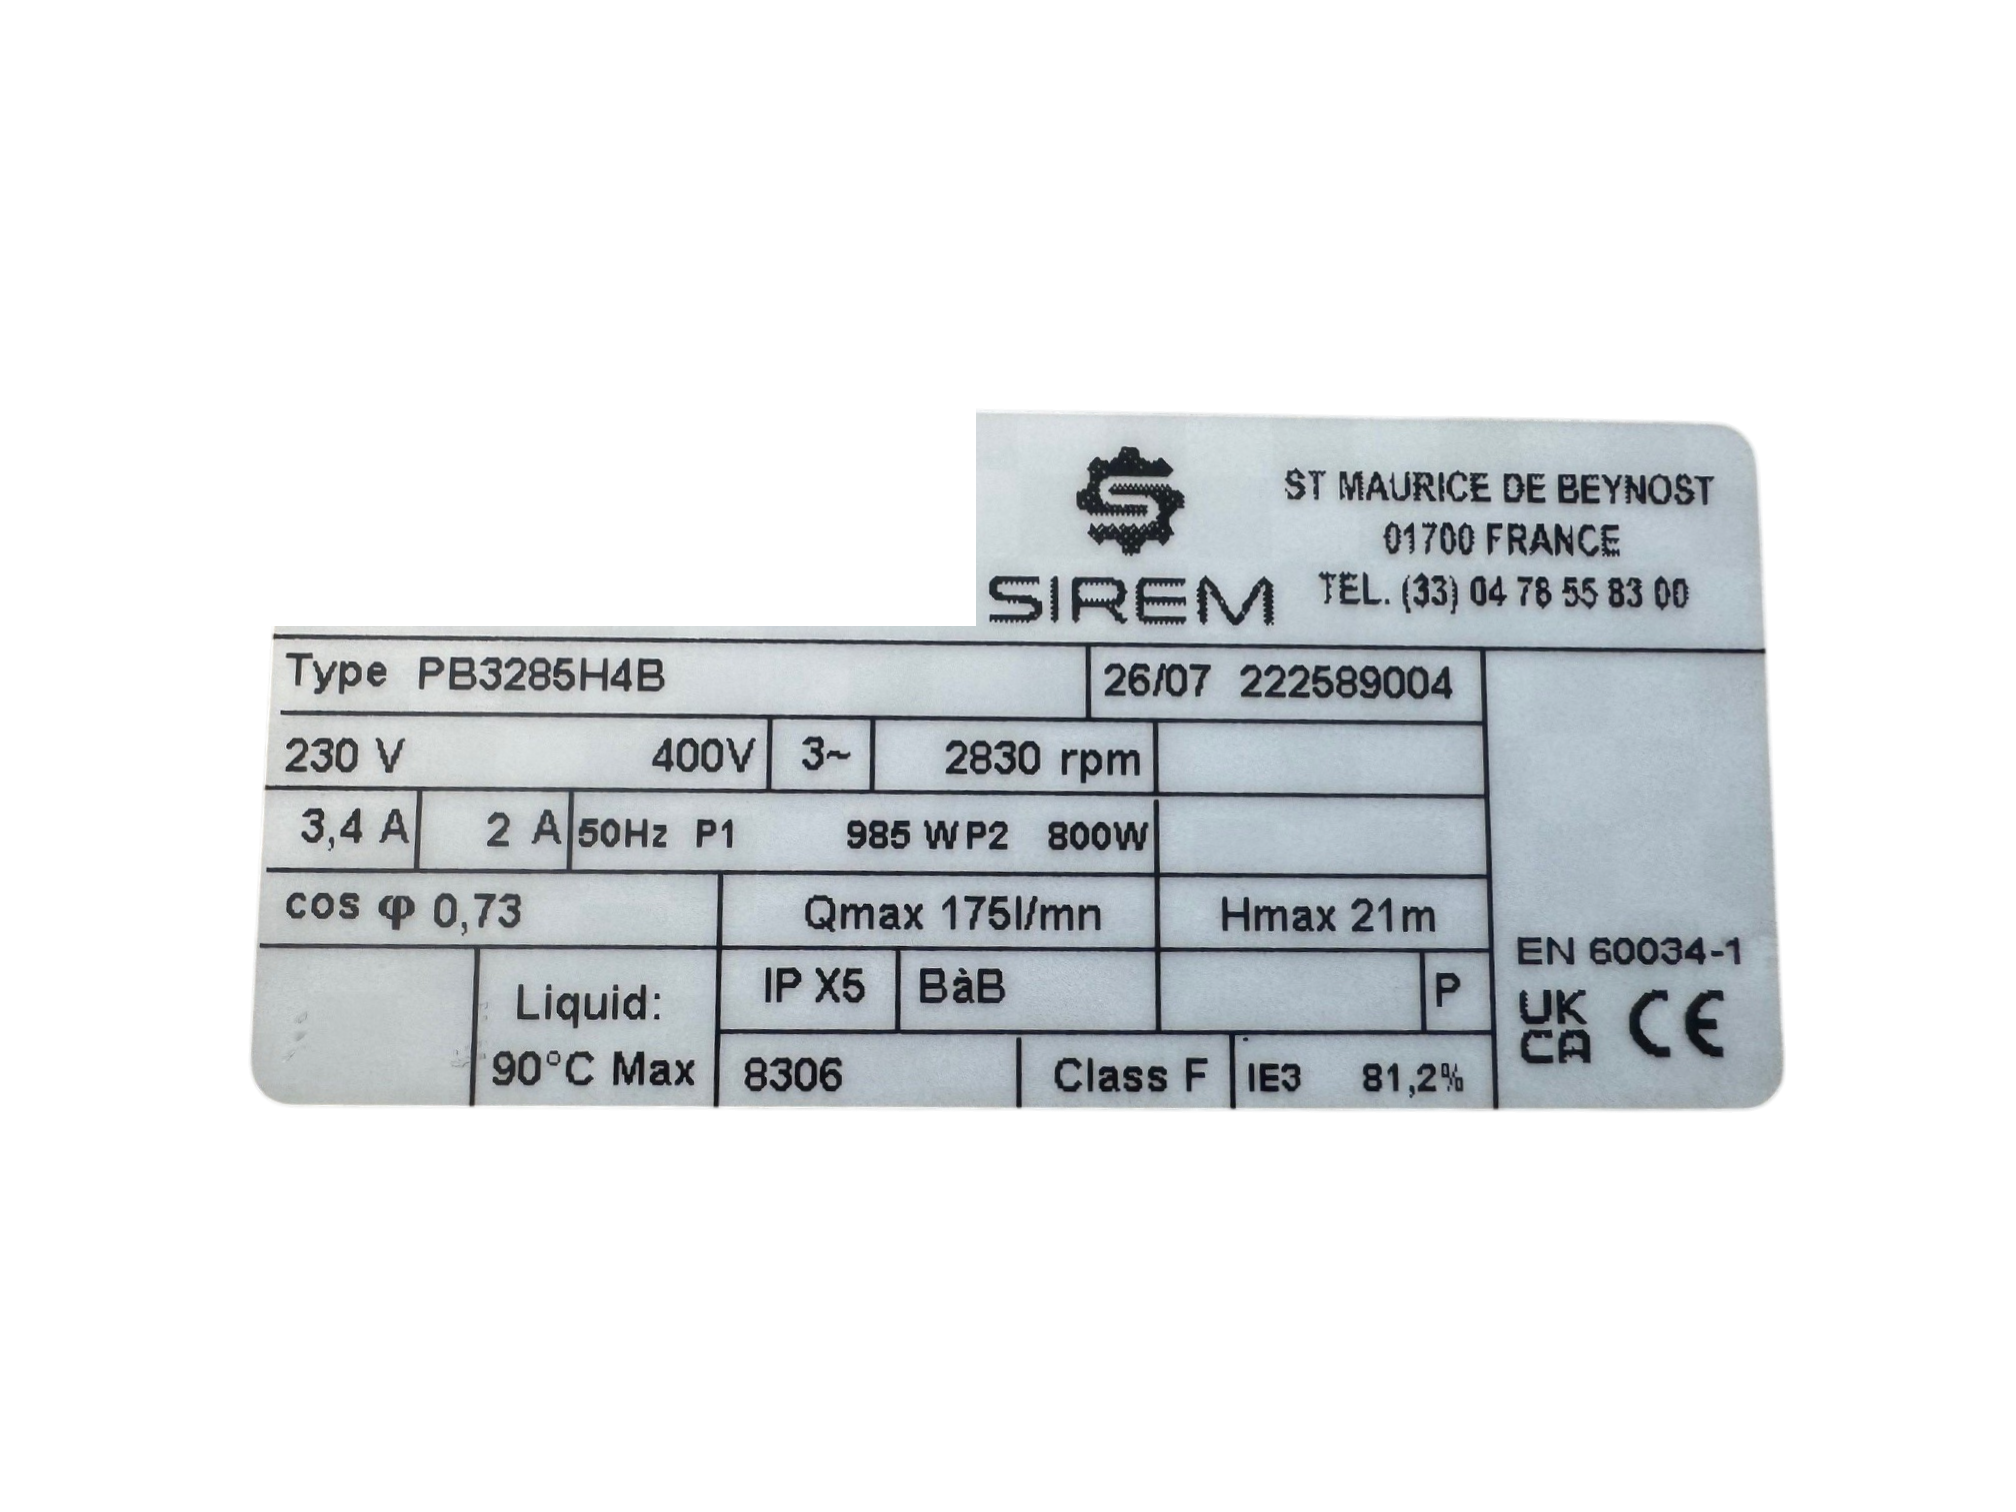 SIREM
ST MAURICE DE BEYNOST
01700 FRANCE
TEL. (33) 04 78 55 83 00
Type PB3285H4B 26/07 222589004
230 V 400V 3~ 2830 rpm
3,4 A 2 A 50Hz P1 985 W P2 800W
cos φ 0,73 Qmax 175l/mn Hmax 21m
Liquid:
90°C Max
IP X5 BàB P
8306 Class F IE3 81,2%
EN 60034-1
UK
CA
CE